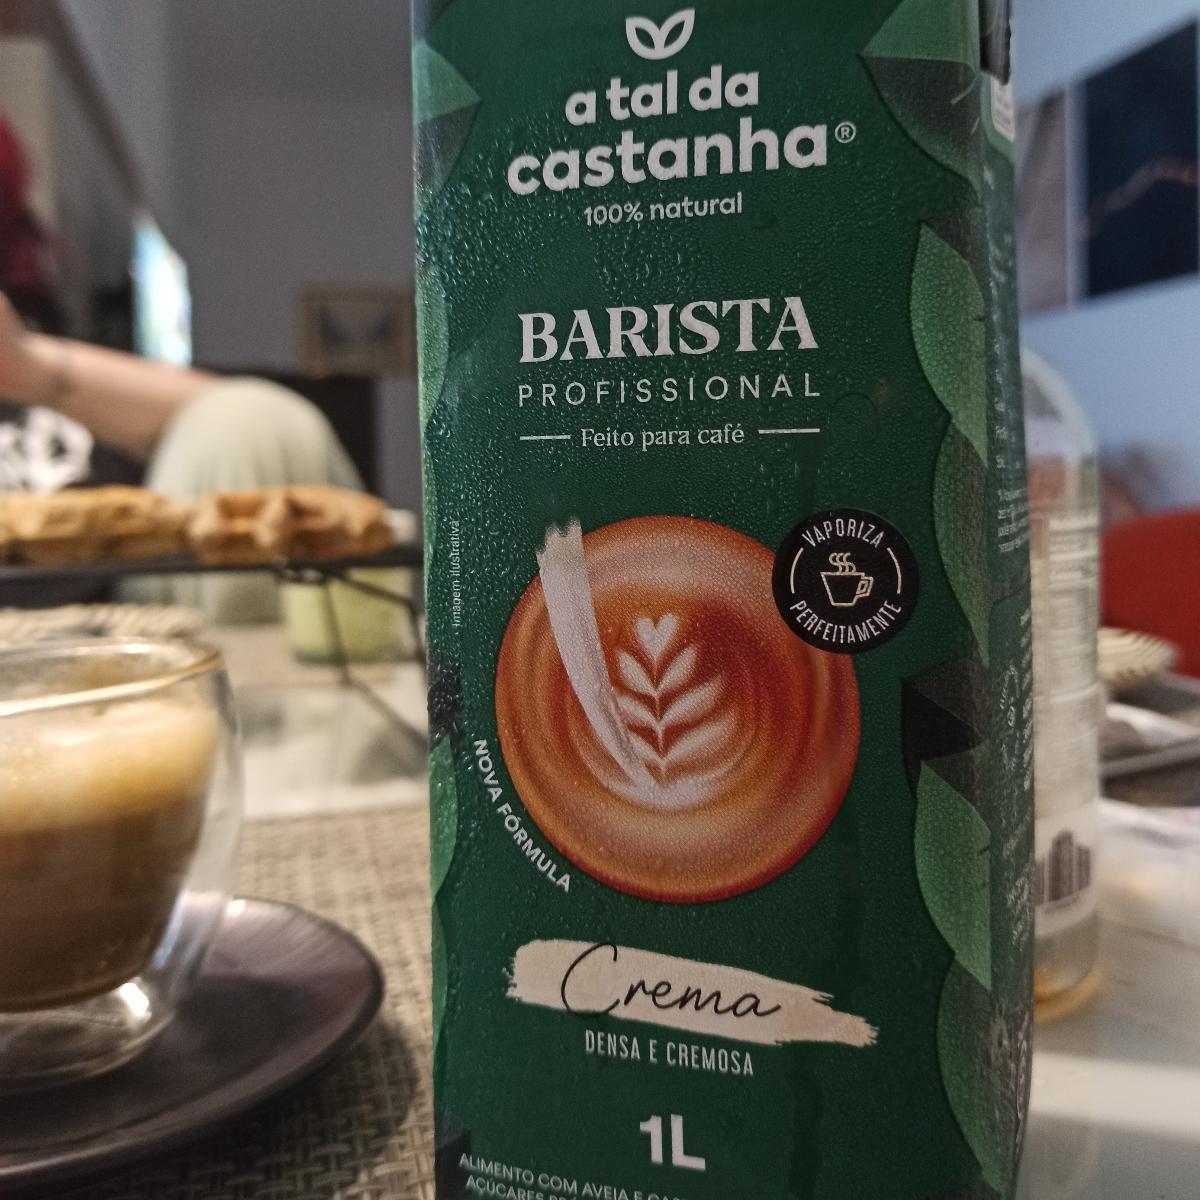 a tal da
castanha®
100% natural
BARISTA
PROFISSIONAL
Feito para café
VAPORIZA
PERFEITAMENTE
Imagem ilustrativa
NOVA FÓRMULA
Crema
DENSA E CREMOSA
1L
ALIMENTO COM AVEIA E
AÇÚCARES